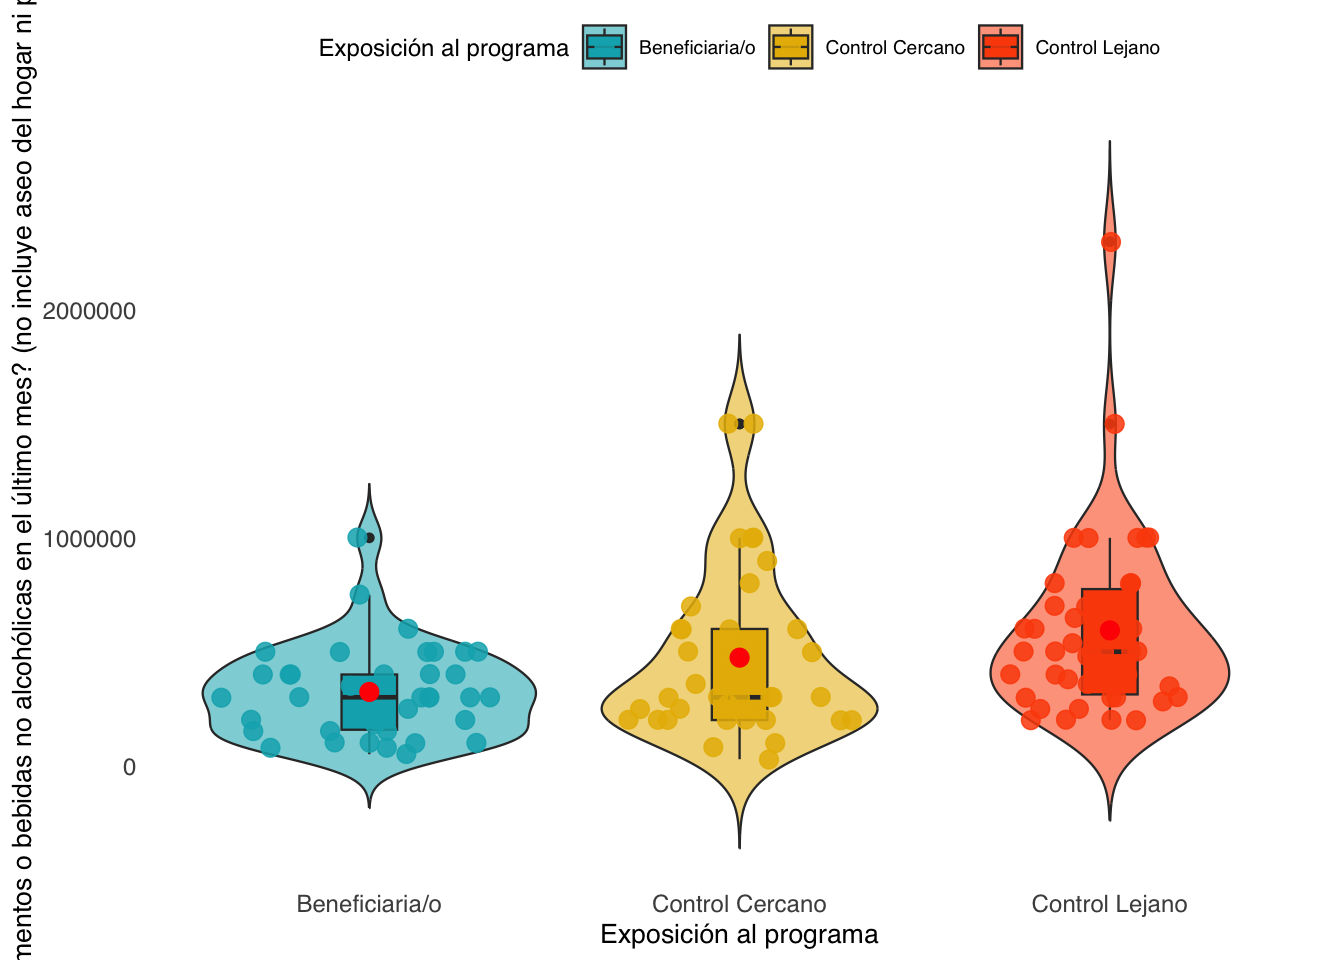 Exposición al programa
Beneficiaria/o
Control Cercano
Control Lejano
mentos o bebidas no alcohólicas en el último mes? (no incluye aseo del hogar ni
2000000
1000000
0
Beneficiaria/o
Control Cercano
Control Lejano
Exposición al programa